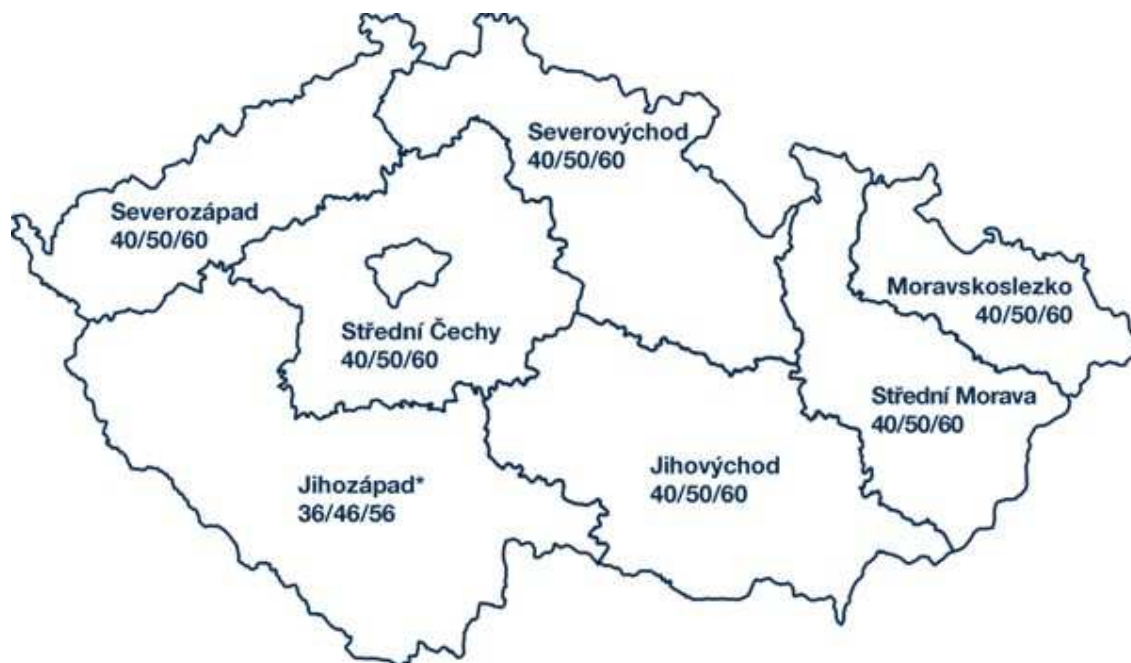 Severovýchod
40/50/60
Severozápad
40/50/60
Moravskoslezko
40/50/60
Střední Čechy
40/50/60
Střední Morava
40/50/60
Jihovýchod
40/50/60
Jihozápad*
36/46/56